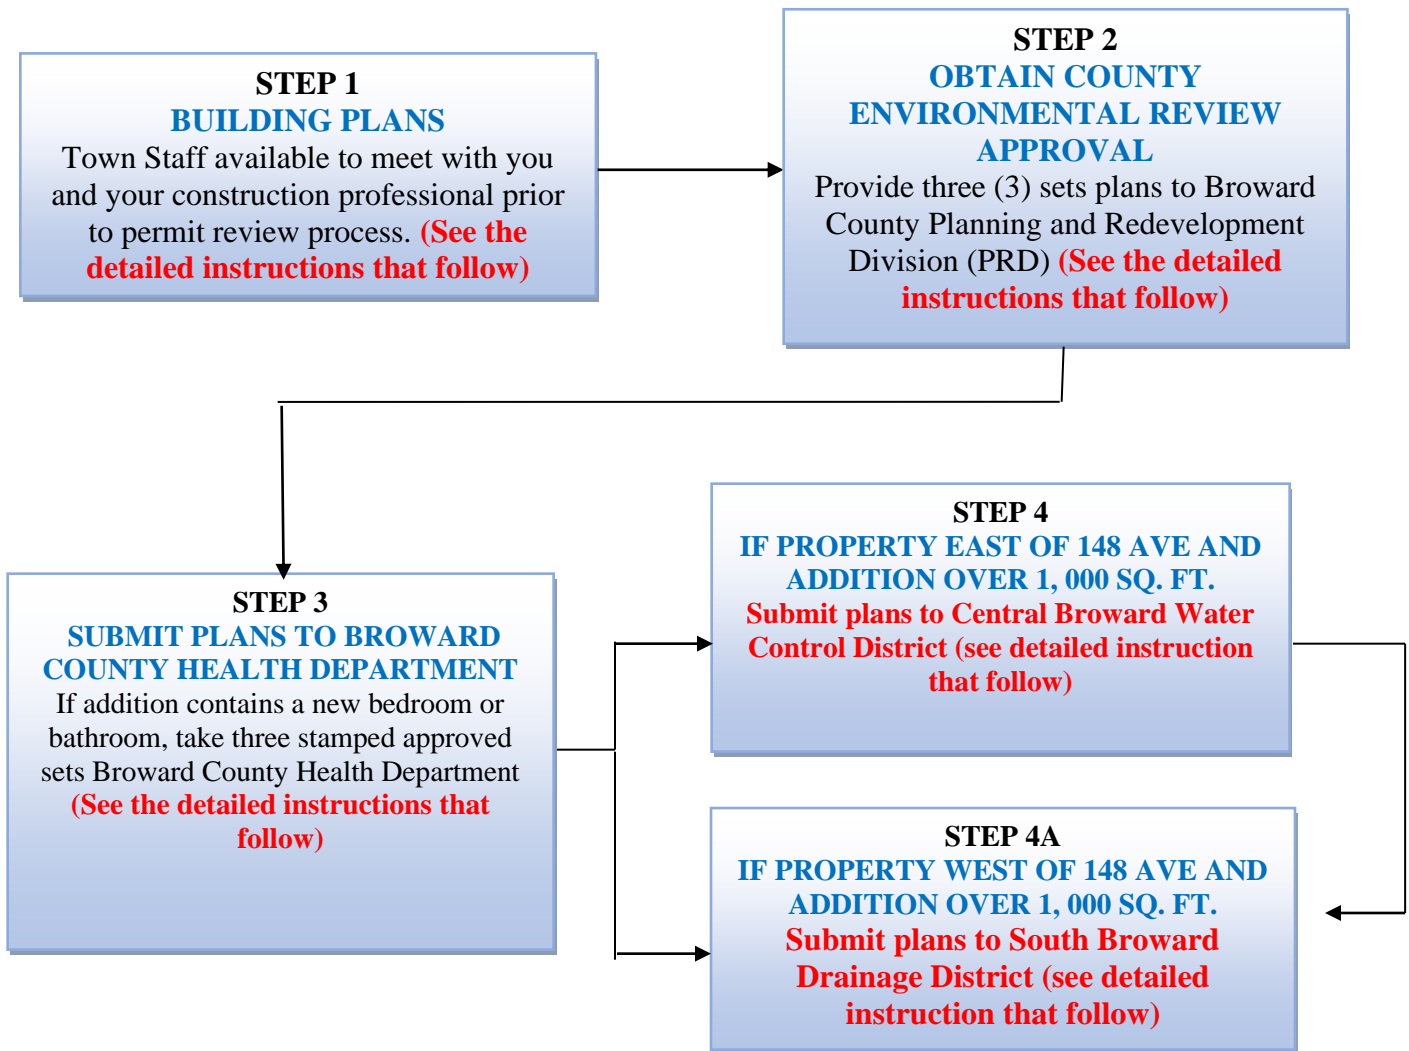 STEP 1
BUILDING PLANS
Town Staff available to meet with you
and your construction professional prior
to permit review process. (See the
detailed instructions that follow)
STEP 2
OBTAIN COUNTY
ENVIRONMENTAL REVIEW
APPROVAL
Provide three (3) sets plans to Broward
County Planning and Redevelopment
Division (PRD) (See the detailed
instructions that follow)
STEP 3
SUBMIT PLANS TO BROWARD
COUNTY HEALTH DEPARTMENT
If addition contains a new bedroom or
bathroom, take three stamped approved
sets Broward County Health Department
(See the detailed instructions that
follow)
STEP 4
IF PROPERTY EAST OF 148 AVE AND
ADDITION OVER 1, 000 SQ. FT.
Submit plans to Central Broward Water
Control District (see detailed instruction
that follow)
STEP 4A
IF PROPERTY WEST OF 148 AVE AND
ADDITION OVER 1, 000 SQ. FT.
Submit plans to South Broward
Drainage District (see detailed
instruction that follow)